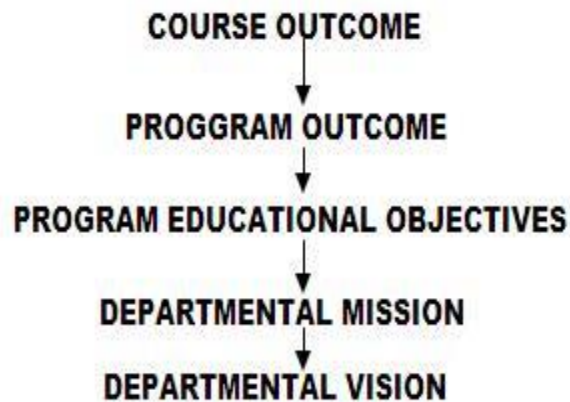 COURSE OUTCOME
PROGGRAM OUTCOME
PROGRAM EDUCATIONAL OBJECTIVES
DEPARTMENTAL MISSION
DEPARTMENTAL VISION